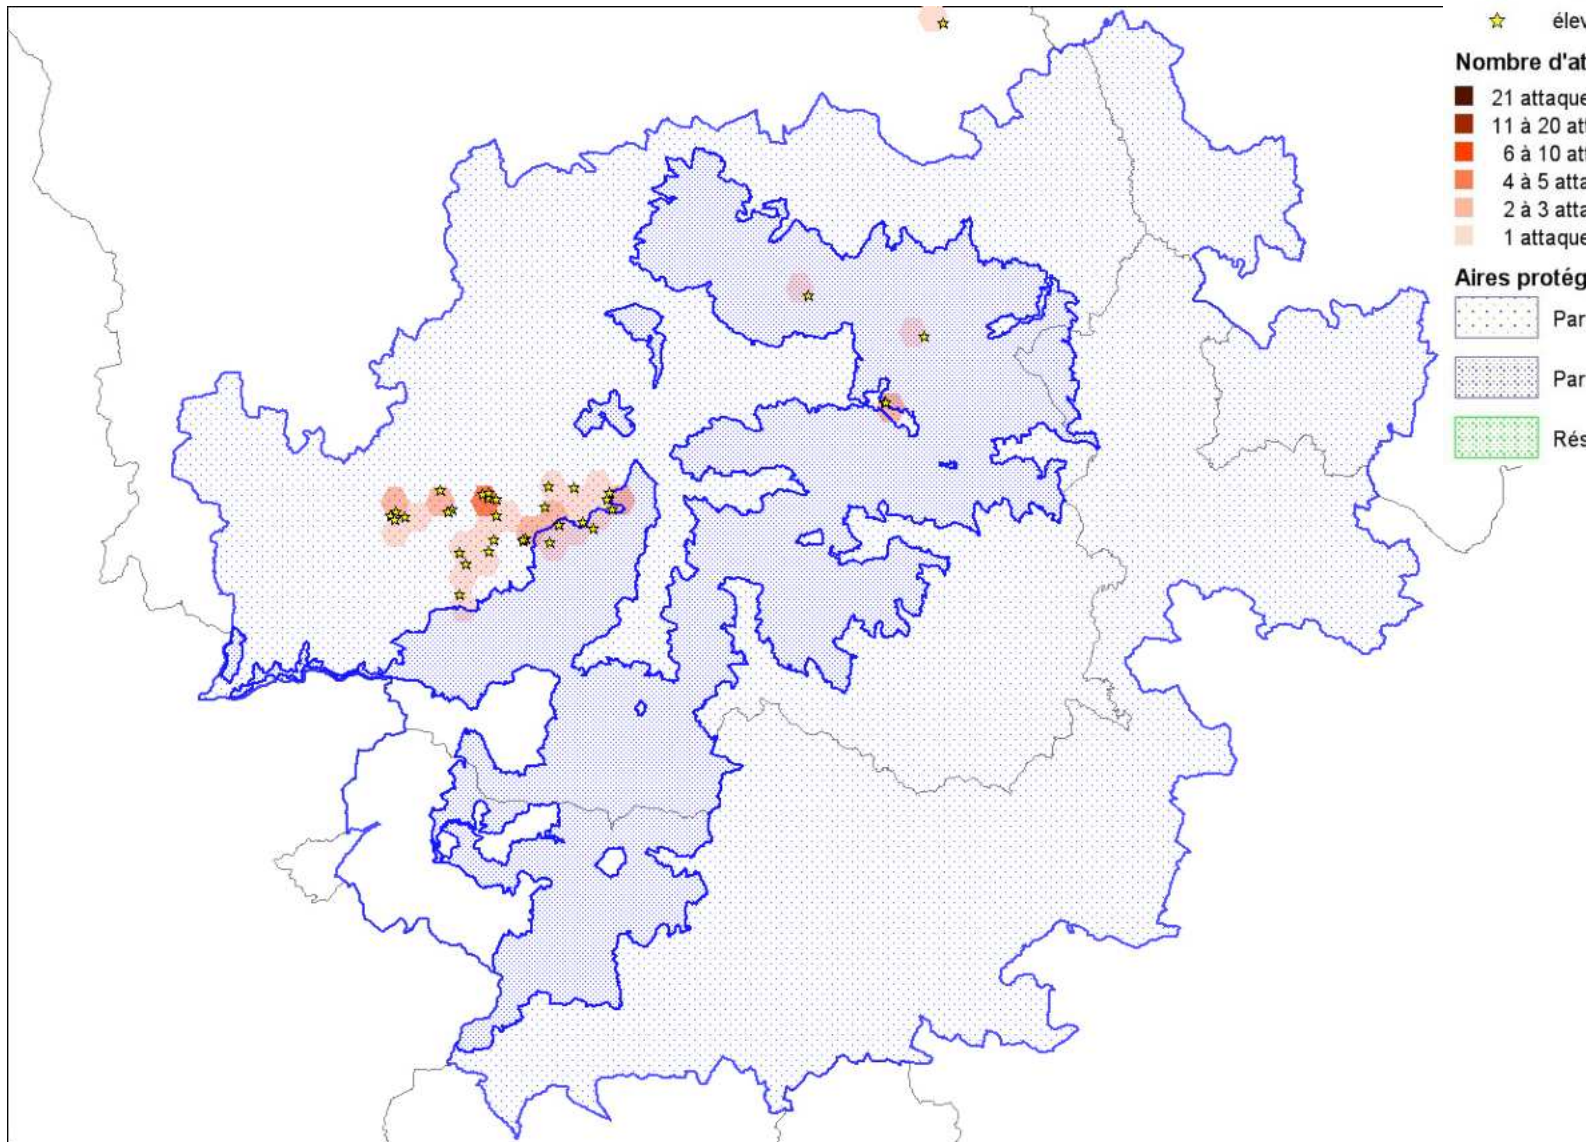 élev
Nombre d'at
21 attaque
11 à 20 att
6 à 10 att
4 à 5 atta
2 à 3 atta
1 attaque
Aires protég
Par
Par
Rés